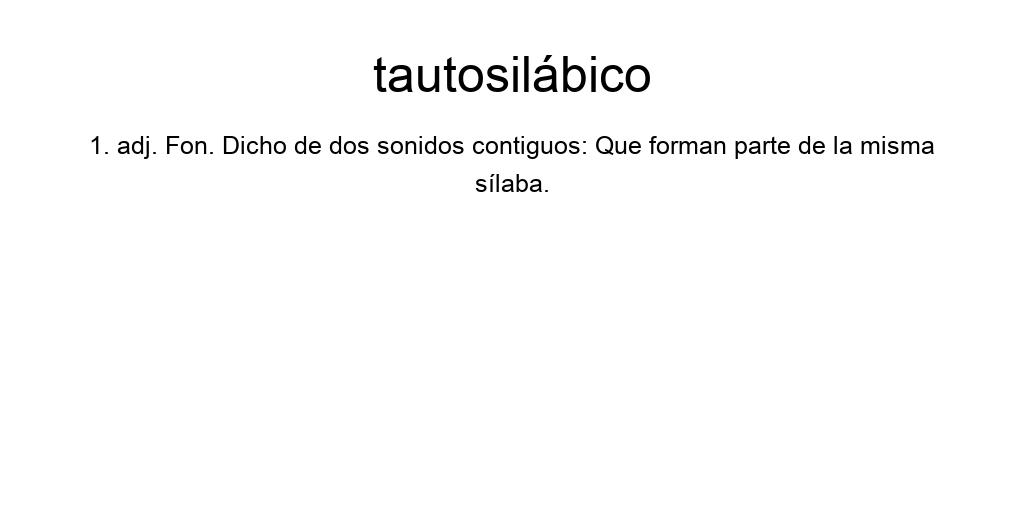 tautosilábico
1. adj. Fon. Dicho de dos sonidos contiguos: Que forman parte de la misma
sílaba.